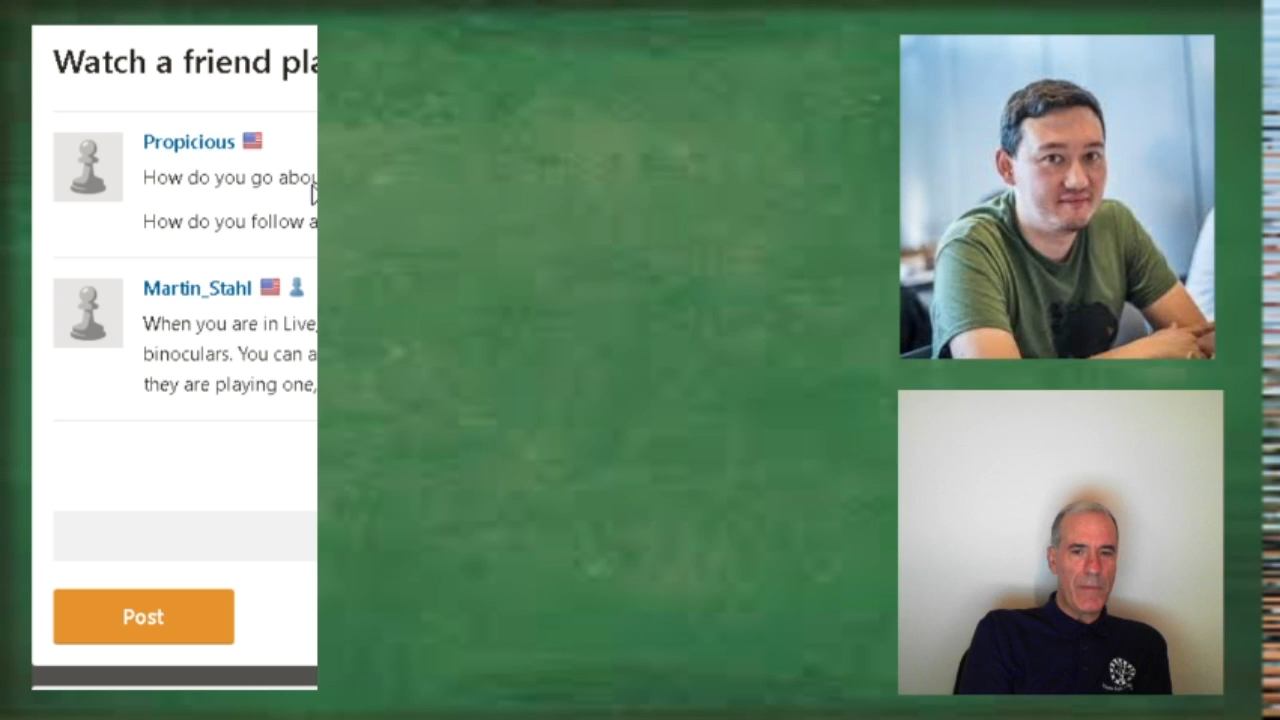 Watch a friend pla
Propicious
How do you go abou
How do you follow a
Martin_Stahl
When you are in Live,
binoculars. You can a
they are playing one,
Post